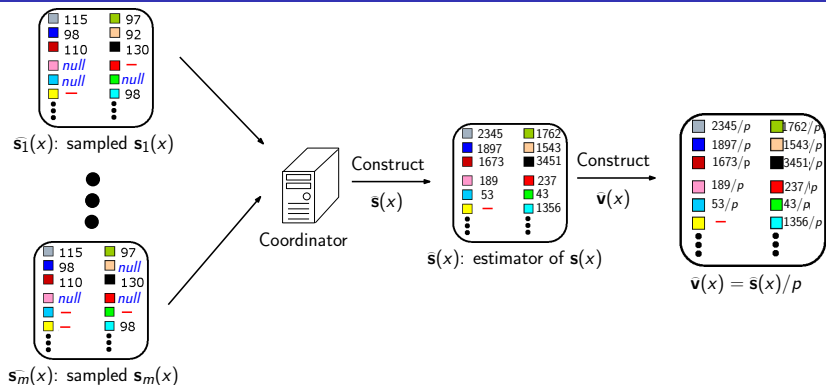 115 97
98 92
110 130
null –
null null
– 98
s̃₁(x): sampled s₁(x)
115 97
98 null
110 130
null null
– –
– 98
s̃ₘ(x): sampled sₘ(x)
Coordinator
Construct
s̃(x)
2345 1762
1897 1543
1673 3451
189 237
53 43
– 1356
s̃(x): estimator of s(x)
Construct
ṽ(x)
2345/p 1762/p
1897/p 1543/p
1673/p 3451/p
189/p 237/p
53/p 43/p
– 1356/p
ṽ(x) = s̃(x)/p